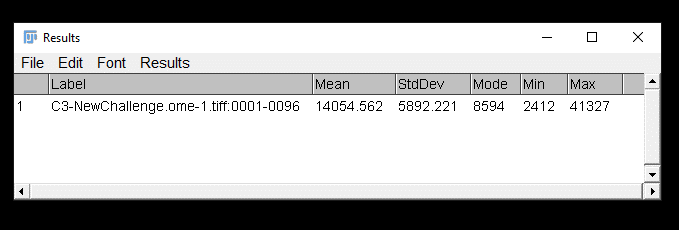 Results
File Edit Font Results
Label Mean StdDev Mode Min Max
1 C3-NewChallenge.ome-1.tiff:0001-0096 14054.562 5892.221 8594 2412 41327